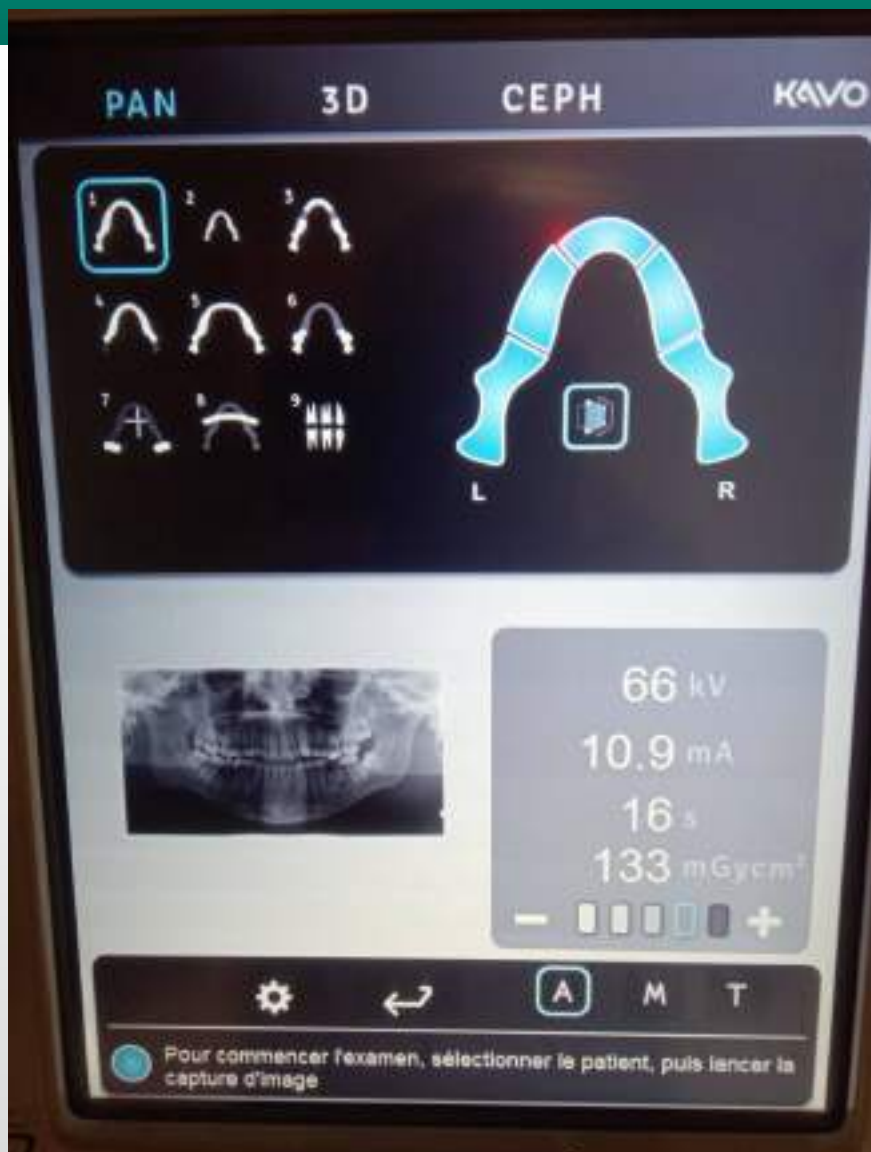 PAN 3D CEPH KAVO
1 2 3
4 5 6
7 8 9
L R
66 kV
10.9 mA
16 s
133 mGycm²
− +
A M T
Pour commencer l'examen, sélectionner le patient, puis lancer la
capture d'image